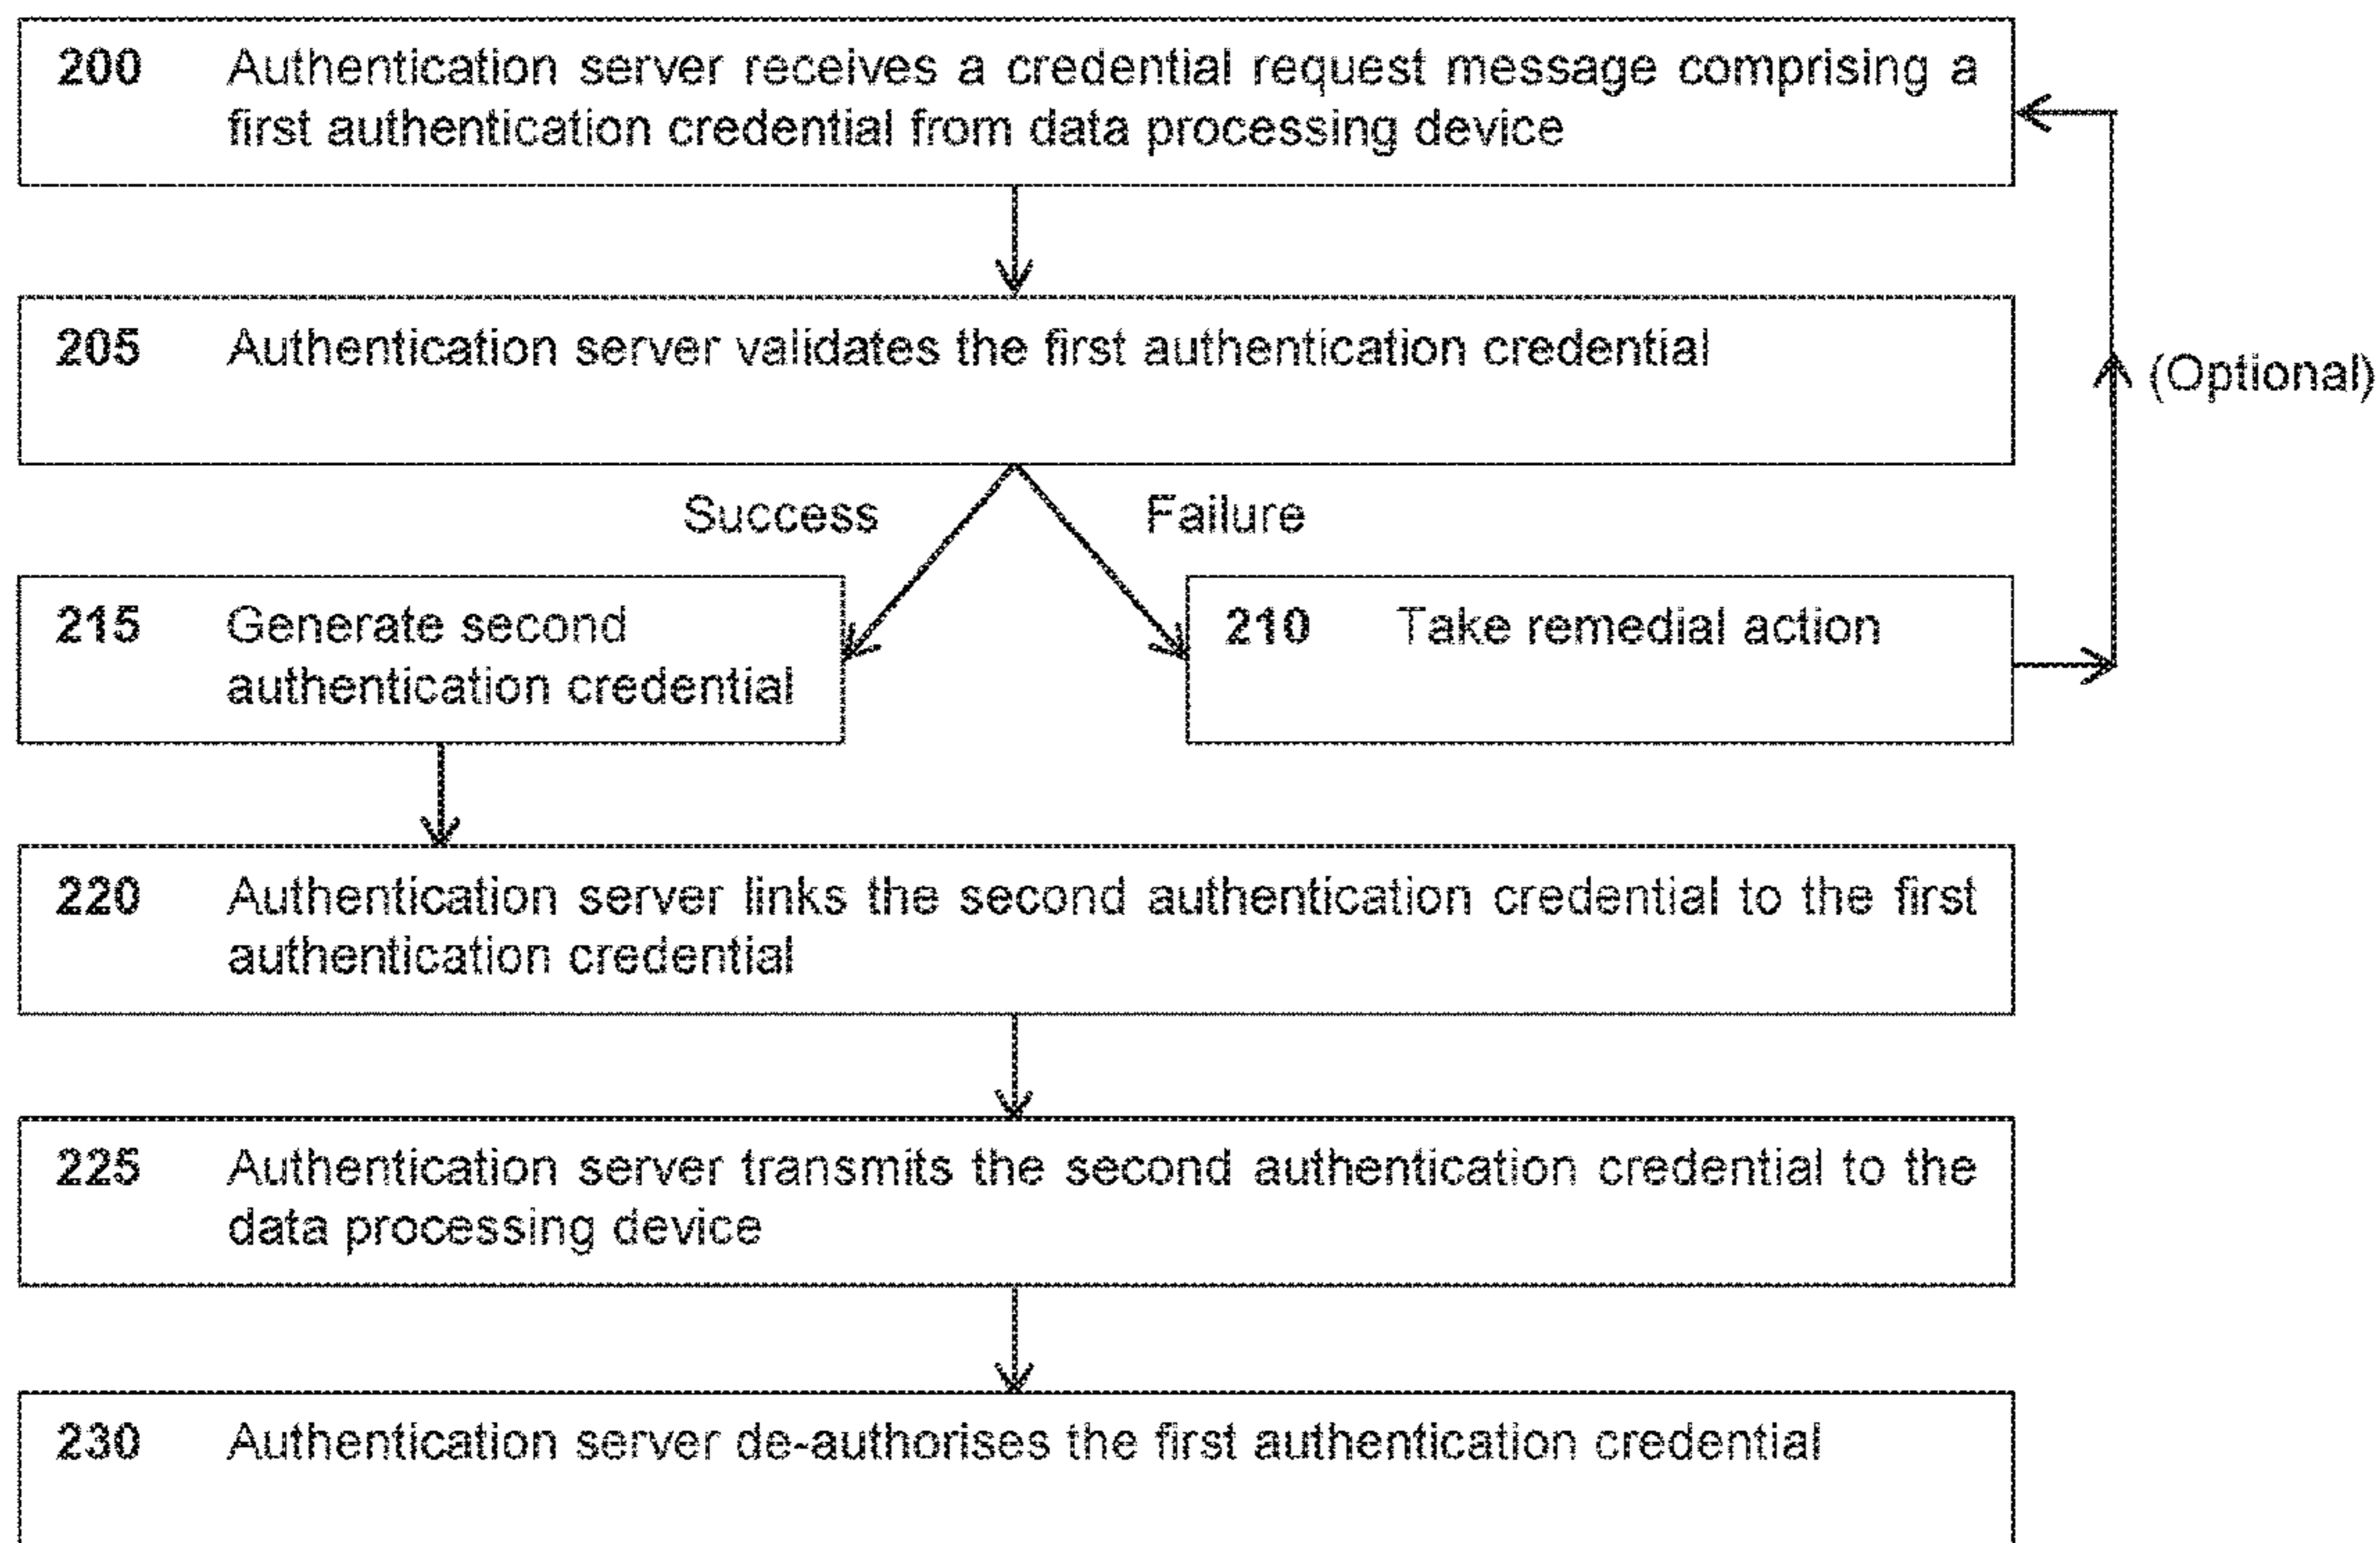 200 Authentication server receives a credential request message comprising a
first authentication credential from data processing device
205 Authentication server validates the first authentication credential
(Optional)
Success
Failure
215 Generate second
authentication credential
210 Take remedial action
220 Authentication server links the second authentication credential to the first
authentication credential
225 Authentication server transmits the second authentication credential to the
data processing device
230 Authentication server de-authorises the first authentication credential